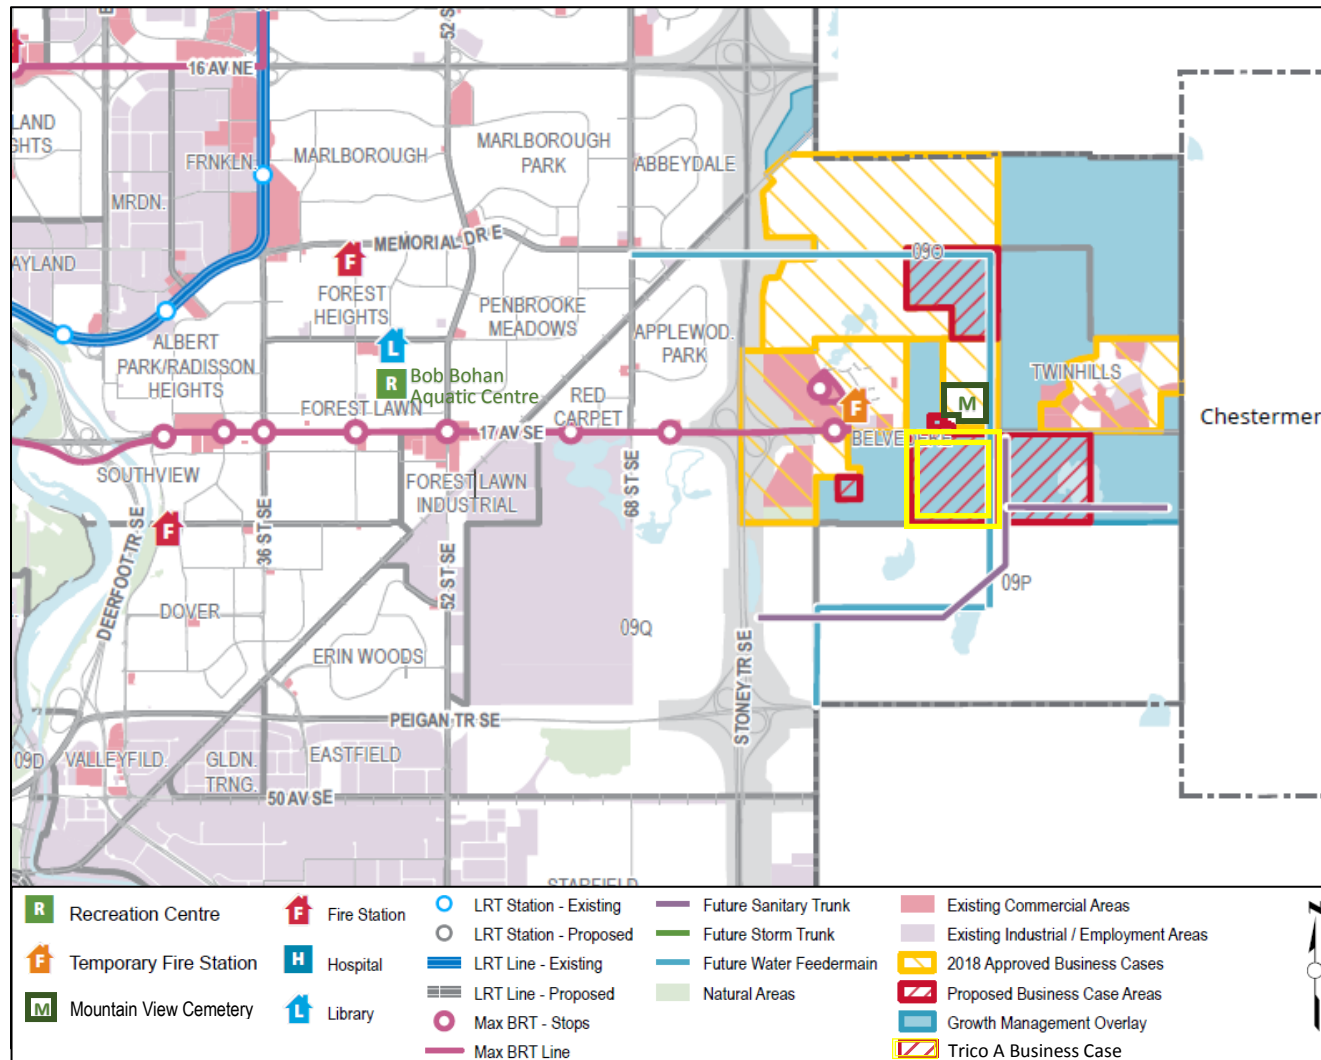 52 S
16 AV NE
LAND
GHTS
FRNKLN.
MARLBOROUGH
MARLBOROUGH
PARK
ABBEYDALE
MRDN.
AYLAND
MEMORIAL DR E
09O
F
FOREST
HEIGHTS
PENBROOKE
MEADOWS
APPLEWOD.
PARK
ALBERT
PARK/RADISSON
HEIGHTS
L
R
Bob Bohan
Aquatic Centre
TWINHILLS
RED
CARPET
FOREST LAWN
F
M
Chestermer
17 AV SE
BELVEDERE
SOUTHVIEW
FOREST LAWN
INDUSTRIAL
68 ST SE
F
36 ST SE
DEERFOOT TR SE
52 ST SE
DOVER
09P
09Q
ERIN WOODS
STONEY TR SE
PEIGAN TR SE
09D
VALLEYFILD.
GLDN.
TRNG.
EASTFIELD
50 AV SE
STARFIELD
R Recreation Centre
F Temporary Fire Station
M Mountain View Cemetery
F Fire Station
H Hospital
L Library
LRT Station - Existing
LRT Station - Proposed
LRT Line - Existing
LRT Line - Proposed
Max BRT - Stops
Max BRT Line
Future Sanitary Trunk
Future Storm Trunk
Future Water Feedermain
Natural Areas
Existing Commercial Areas
Existing Industrial / Employment Areas
2018 Approved Business Cases
Proposed Business Case Areas
Growth Management Overlay
Trico A Business Case
N